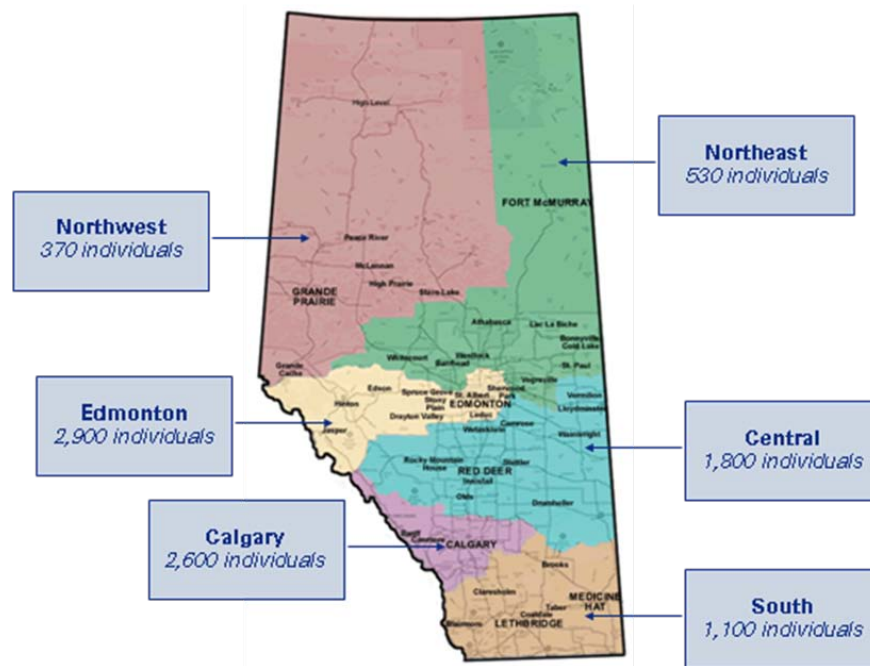 High Level
Northeast
530 individuals
FORT McMURRAY
Northwest
370 individuals
Peace River
McLennan
High Prairie
Slave Lake
GRANDE
PRAIRIE
Athabasca
Lac La Biche
Bonnyville
Cold Lake
Whitecourt
Westlock
Barrhead
St. Paul
Grande
Cache
Vegreville
Edson
Spruce Grove
Stony
Plain
St. Albert
Sherwood
Park
Vermilion
Lloydminster
Edmonton
2,900 individuals
Hinton
EDMONTON
Drayton Valley
Leduc
Jasper
Wetaskiwin
Camrose
Wainwright
Central
1,800 individuals
Rocky Mountain
House
RED DEER
Stettler
Innisfail
Olds
Drumheller
Calgary
2,600 individuals
Banff
Canmore
CALGARY
Brooks
Claresholm
MEDICINE
HAT
Taber
Coaldale
LETHBRIDGE
Blairmore
South
1,100 individuals